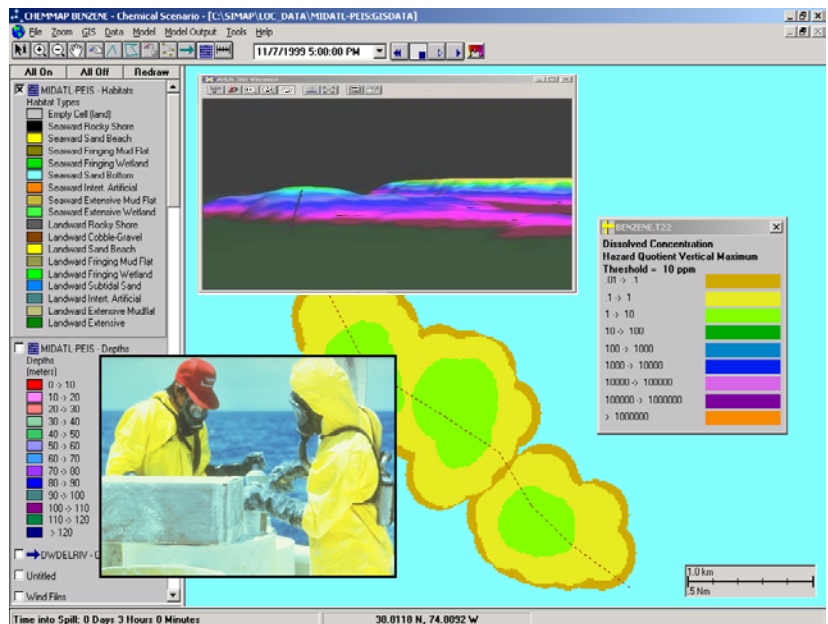 CHEMMAP BENZENE - Chemical Scenario - [C:\SIMAP\LOC_DATA\MIDATL-PEIS:GISDATA]
File Zoom GIS Data Model Model Output Tools Help
11/7/1999 5:00:00 PM
All On All Off Redraw
MIDATL-PEIS - Habitats
Habitat Types
Empty Cell (land)
Seaward Rocky Shore
Seaward Sand Beach
Seaward Fringing Mud Flat
Seaward Fringing Wetland
Seaward Sand Bottom
Seaward Intert. Artificial
Seaward Extensive Mud Flat
Seaward Extensive Wetland
Landward Rocky Shore
Landward Cobble-Gravel
Landward Sand Beach
Landward Fringing Mud Flat
Landward Fringing Wetland
Landward Subtidal Sand
Landward Intert. Artificial
Landward Extensive Mudflat
Landward Extensive
MIDATL-PEIS - Depths
Depths
(meters)
0 -> 10
10 -> 20
20 -> 30
30 -> 40
40 -> 50
50 -> 60
60 -> 70
70 -> 80
80 -> 90
90 -> 100
100 -> 110
110 -> 120
> 120
DWDELRIV - C
Untitled
Wind Files
ASA 3D Viewer
BENZENE.T22
Dissolved Concentration
Hazard Quotient Vertical Maximum
Threshold = 10 ppm
.01 -> .1
.1 -> 1
1 -> 10
10 -> 100
100 -> 1000
1000 -> 10000
10000 -> 100000
100000 -> 1000000
> 1000000
1.0 km
.5 Nm
Time into Spill: 0 Days 3 Hours 0 Minutes
38.8118 N, 74.8092 W